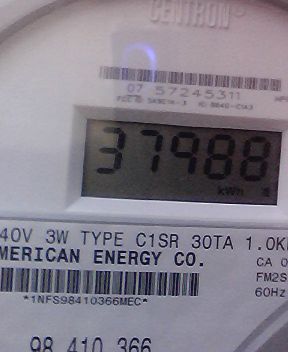 CENTRON®
07 57245311
37988
kWh
40V 3W TYPE C1SR 30TA 1.0K
MERICAN ENERGY CO.
CA 0
FM2S
*1NFS98410366MEC*
60Hz
98 410 366